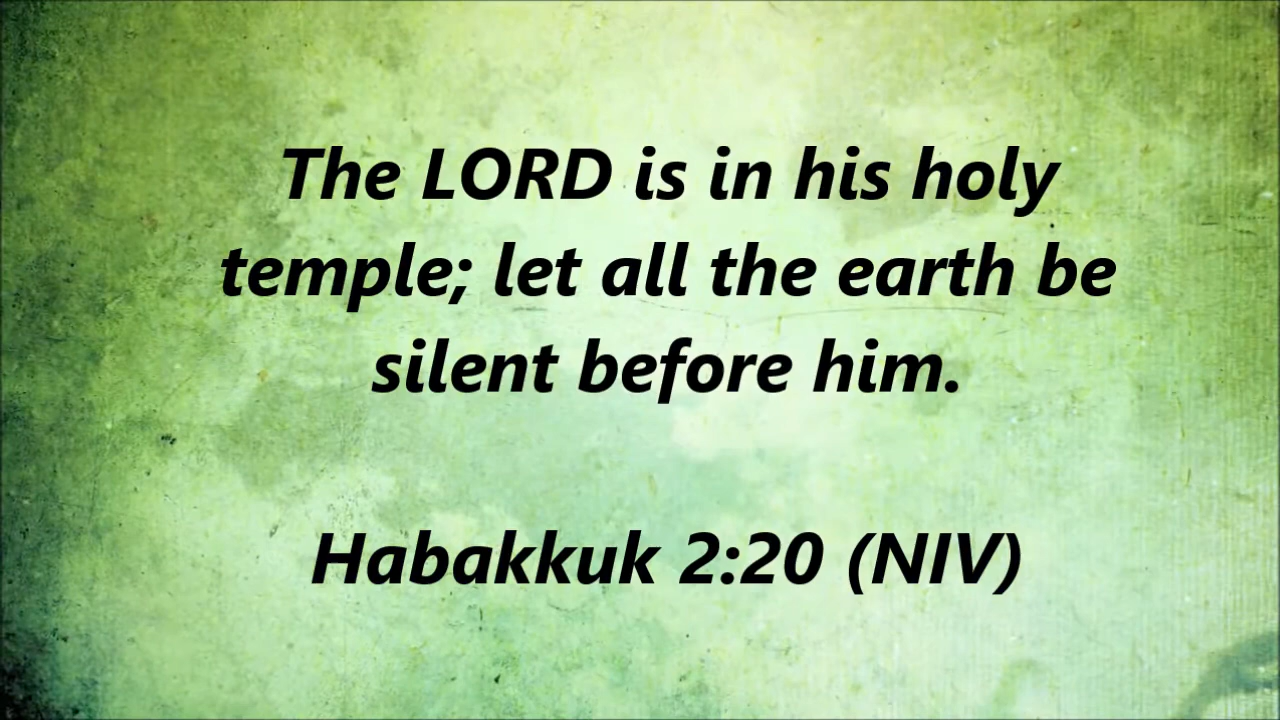 The LORD is in his holy
temple; let all the earth be
silent before him.
Habakkuk 2:20 (NIV)